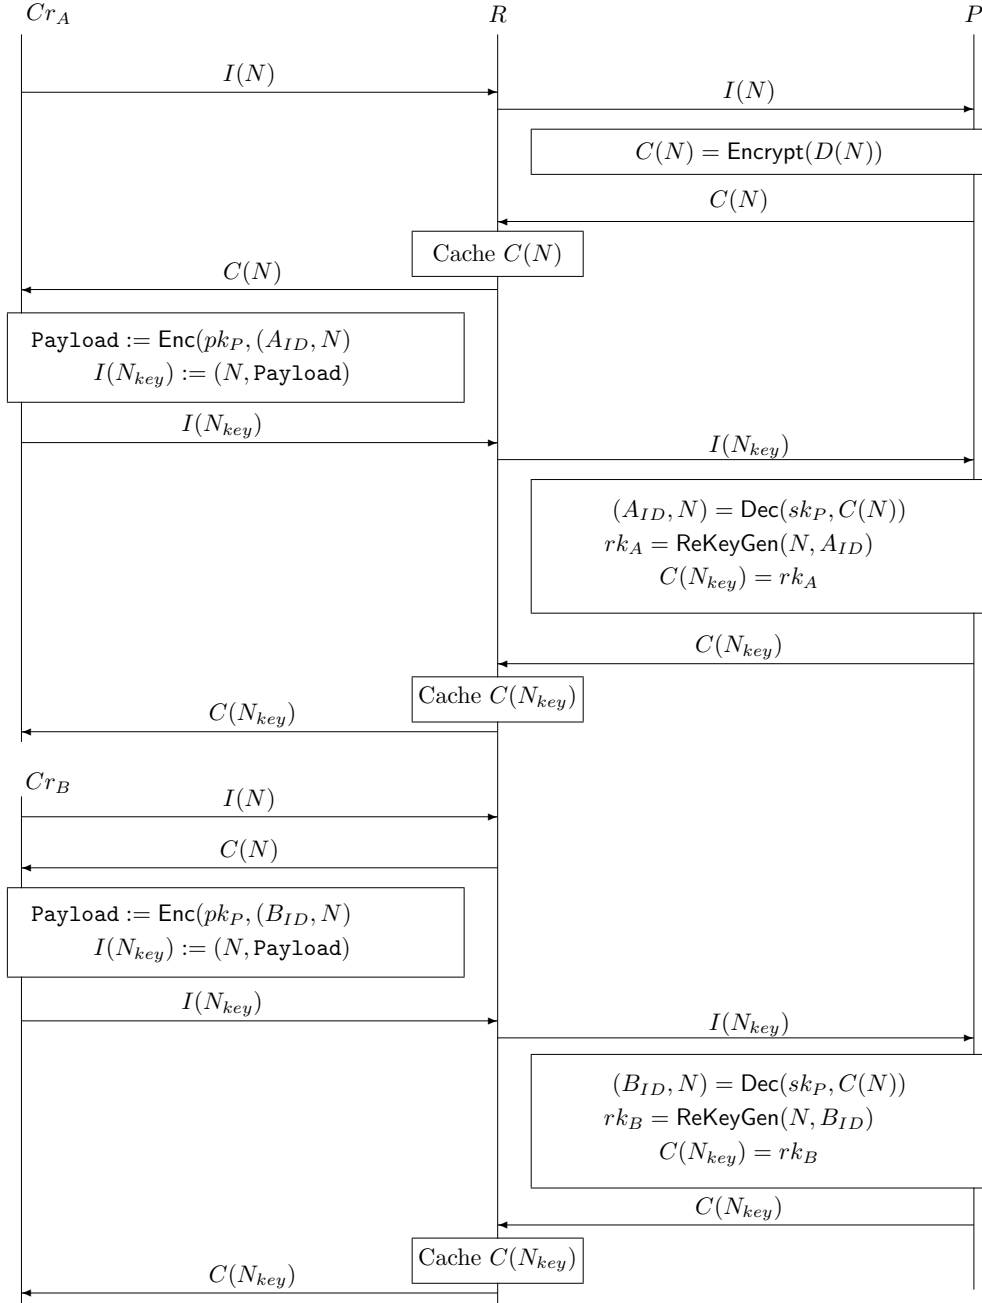 Cr_A R P
I(N)
I(N)
C(N) = Encrypt(D(N))
C(N)
Cache C(N)
C(N)
Payload := Enc(pk_P, (A_ID, N)
I(N_key) := (N, Payload)
I(N_key)
I(N_key)
(A_ID, N) = Dec(sk_P, C(N))
rk_A = ReKeyGen(N, A_ID)
C(N_key) = rk_A
C(N_key)
Cache C(N_key)
C(N_key)
Cr_B
I(N)
C(N)
Payload := Enc(pk_P, (B_ID, N)
I(N_key) := (N, Payload)
I(N_key)
I(N_key)
(B_ID, N) = Dec(sk_P, C(N))
rk_B = ReKeyGen(N, B_ID)
C(N_key) = rk_B
C(N_key)
Cache C(N_key)
C(N_key)